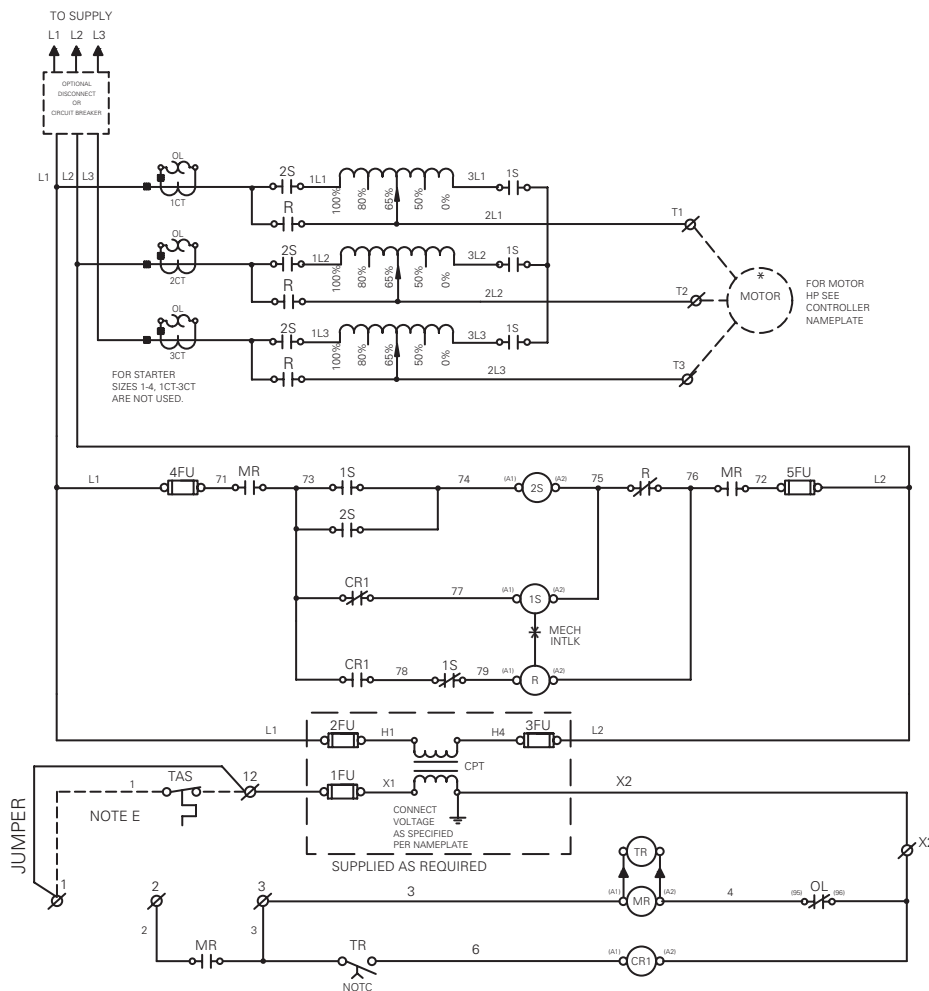 TO SUPPLY
L1 L2 L3
OPTIONAL
DISCONNECT
OR
CIRCUIT BREAKER
L1 L2 L3
OL
1CT
2S
1L1
100%
80%
65%
50%
0%
3L1
1S
R
2L1
T1
OL
2CT
2S
1L2
100%
80%
65%
50%
0%
3L2
1S
R
2L2
T2
*
MOTOR
FOR MOTOR
HP SEE
CONTROLLER
NAMEPLATE
OL
3CT
2S
1L3
100%
80%
65%
50%
0%
3L3
1S
R
2L3
T3
FOR STARTER
SIZES 1-4, 1CT-3CT
ARE NOT USED.
L1
4FU
71
MR
73
1S
74
(A1)
2S
(A2)
75
R
76
MR
72
5FU
L2
2S
CR1
77
(A1)
1S
(A2)
MECH
INTLK
CR1
78
1S
79
(A1)
R
(A2)
L1
2FU
H1
H4
3FU
L2
CPT
1
TAS
12
1FU
X1
X2
NOTE E
JUMPER
CONNECT
VOLTAGE
AS SPECIFIED
PER NAMEPLATE
SUPPLIED AS REQUIRED
X2
TR
1
2
3
3
(A1)
MR
(A2)
4
(95)
OL
(96)
2
3
MR
TR
NOTC
6
(A1)
CR1
(A2)